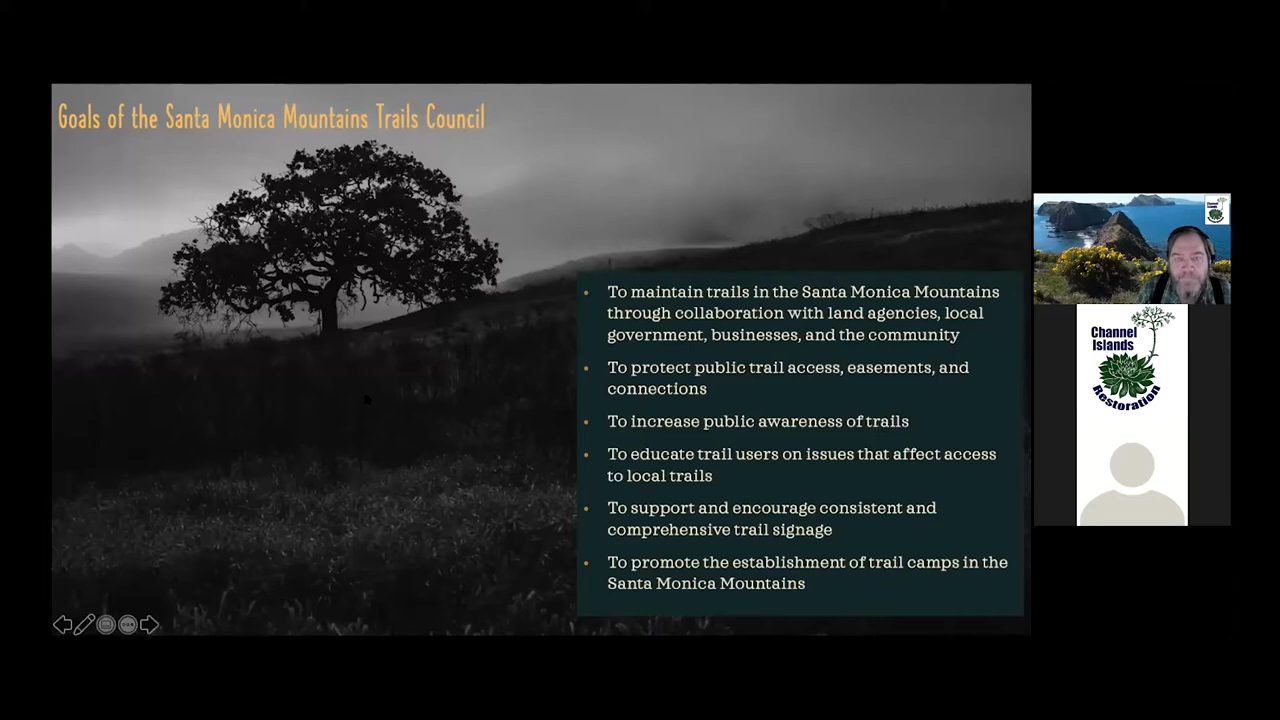 Goals of the Santa Monica Mountains Trails Council
• To maintain trails in the Santa Monica Mountains
through collaboration with land agencies, local
government, businesses, and the community
• To protect public trail access, easements, and
connections
• To increase public awareness of trails
• To educate trail users on issues that affect access
to local trails
• To support and encourage consistent and
comprehensive trail signage
• To promote the establishment of trail camps in the
Santa Monica Mountains
Channel
Islands
Restoration